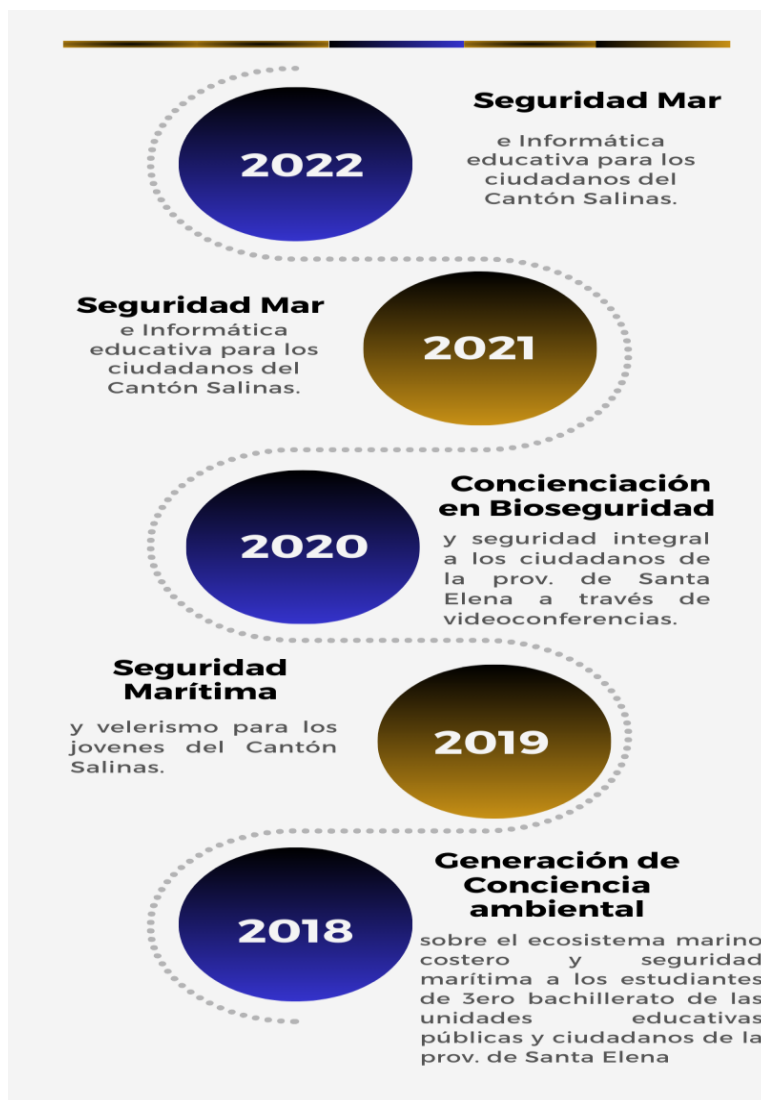 2022
Seguridad Mar
e Informática
educativa para los
ciudadanos del
Cantón Salinas.
Seguridad Mar
e Informática
educativa para los
ciudadanos del
Cantón Salinas.
2021
2020
Concienciación
en Bioseguridad
y seguridad integral
a los ciudadanos de
la prov. de Santa
Elena a través de
videoconferencias.
Seguridad
Marítima
y velerismo para los
jovenes del Cantón
Salinas.
2019
2018
Generación de
Conciencia
ambiental
sobre el ecosistema marino
costero y seguridad
marítima a los estudiantes
de 3ero bachillerato de las
unidades educativas
públicas y ciudadanos de la
prov. de Santa Elena